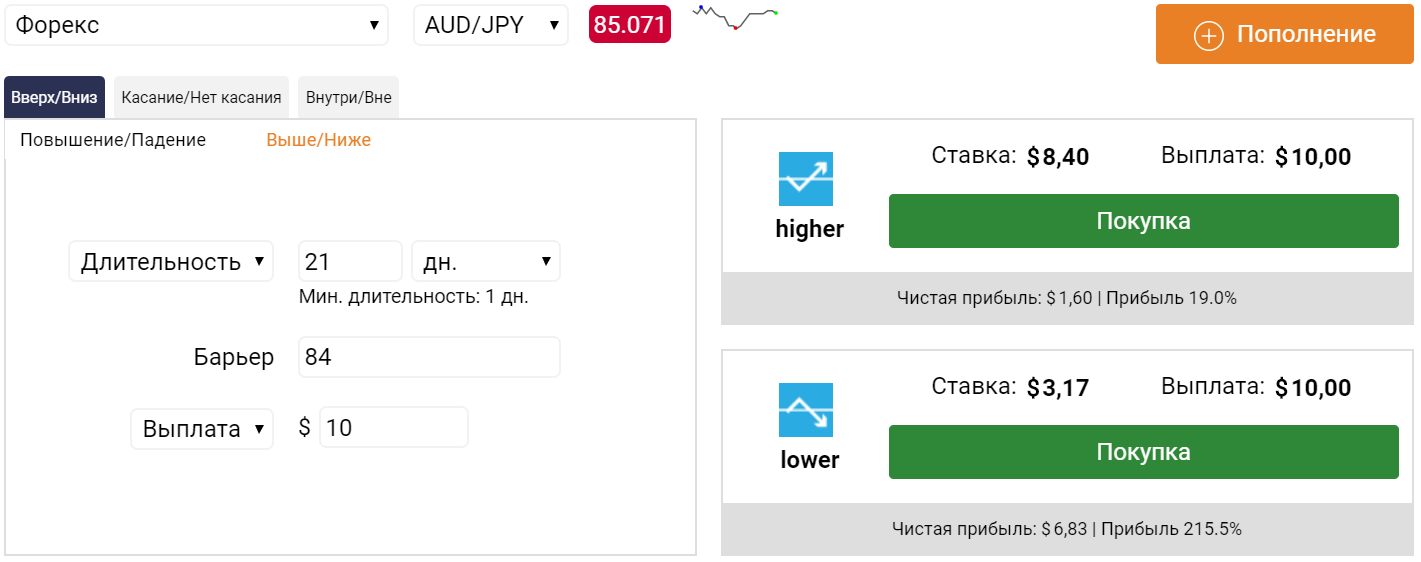 Форекс
AUD/JPY
85.071
Пополнение
Вверх/Вниз
Касание/Нет касания
Внутри/Вне
Повышение/Падение
Выше/Ниже
Длительность
21
дн.
Мин. длительность: 1 дн.
Барьер
84
Выплата
$
10
higher
Ставка: $8,40
Выплата: $10,00
Покупка
Чистая прибыль: $1,60 | Прибыль 19.0%
lower
Ставка: $3,17
Выплата: $10,00
Покупка
Чистая прибыль: $6,83 | Прибыль 215.5%